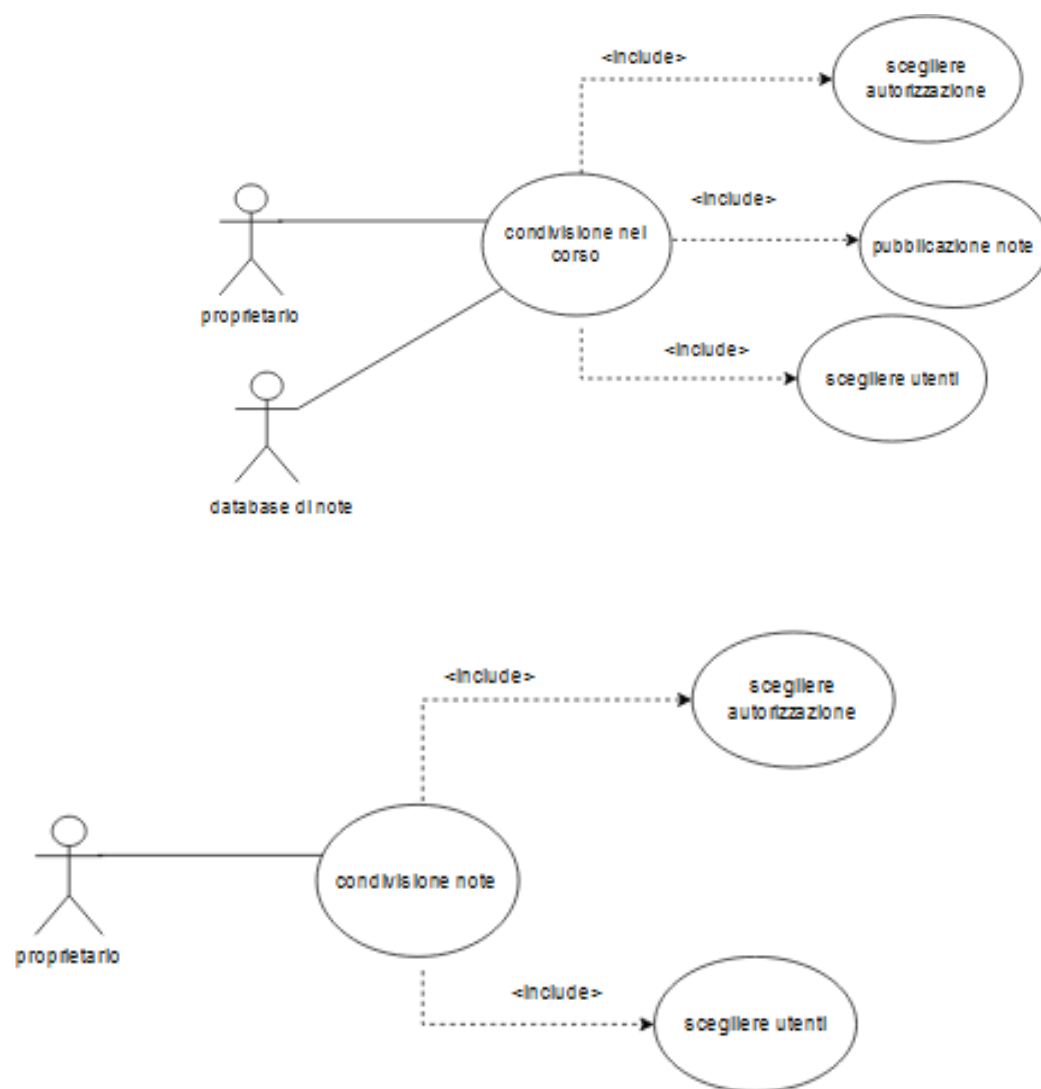 <include>
scegliere
autorizzazione
<include>
condivisione nel
corso
pubblicazione note
proprietario
<include>
scegliere utenti
database di note
<include>
scegliere
autorizzazione
condivisione note
proprietario
<include>
scegliere utenti